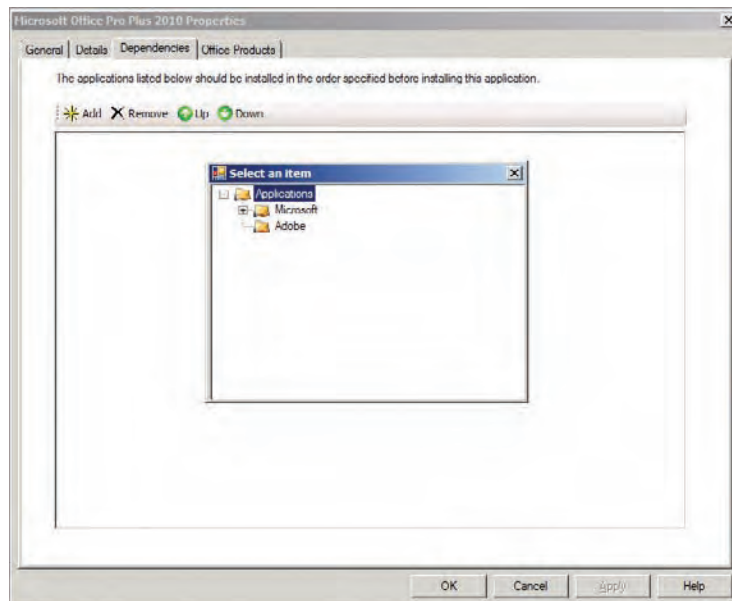 Microsoft Office Pro Plus 2010 Properties
General Details Dependencies Office Products
The applications listed below should be installed in the order specified before installing this application.
Add Remove Up Down
Select an item
Applications
Microsoft
Adobe
OK Cancel Apply Help